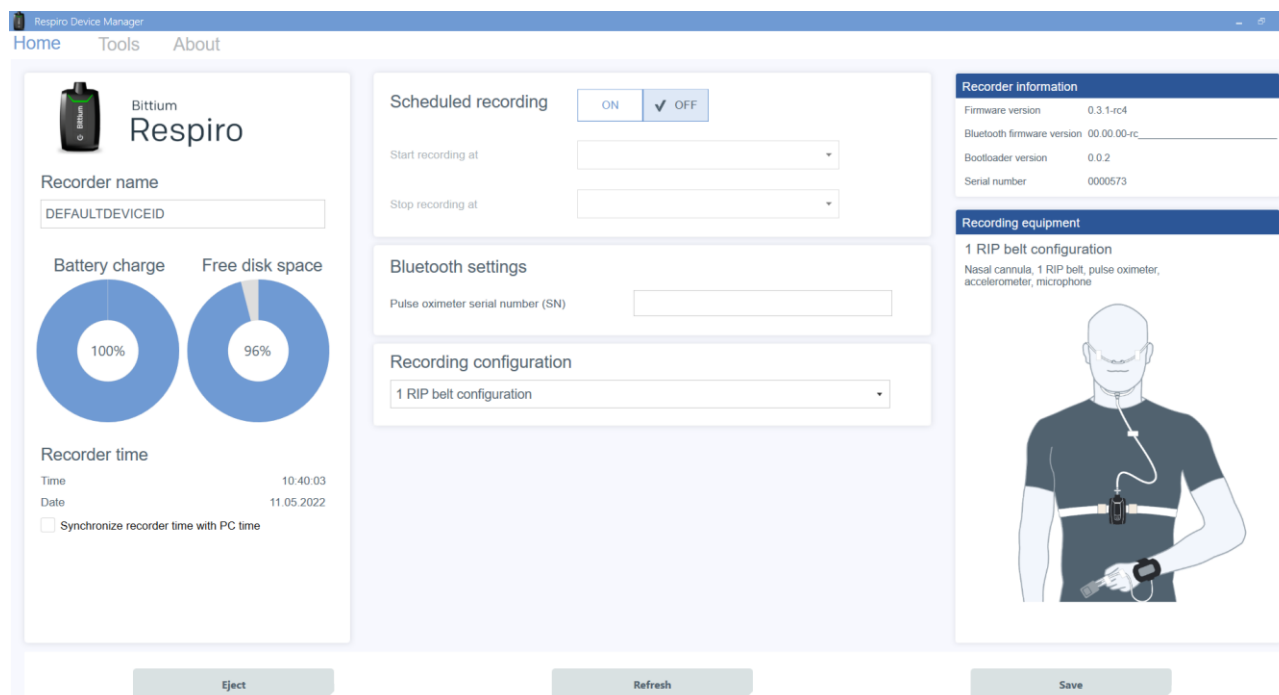 Respiro Device Manager
Home Tools About
Bittium
Bittium
Respiro
Recorder name
DEFAULTDEVICEID
Battery charge Free disk space
100% 96%
Recorder time
Time 10:40:03
Date 11.05.2022
Synchronize recorder time with PC time
Scheduled recording ON OFF
Start recording at
Stop recording at
Bluetooth settings
Pulse oximeter serial number (SN)
Recording configuration
1 RIP belt configuration
Recorder information
Firmware version 0.3.1-rc4
Bluetooth firmware version 00.00.00-rc______________________
Bootloader version 0.0.2
Serial number 0000573
Recording equipment
1 RIP belt configuration
Nasal cannula, 1 RIP belt, pulse oximeter,
accelerometer, microphone
Eject Refresh Save